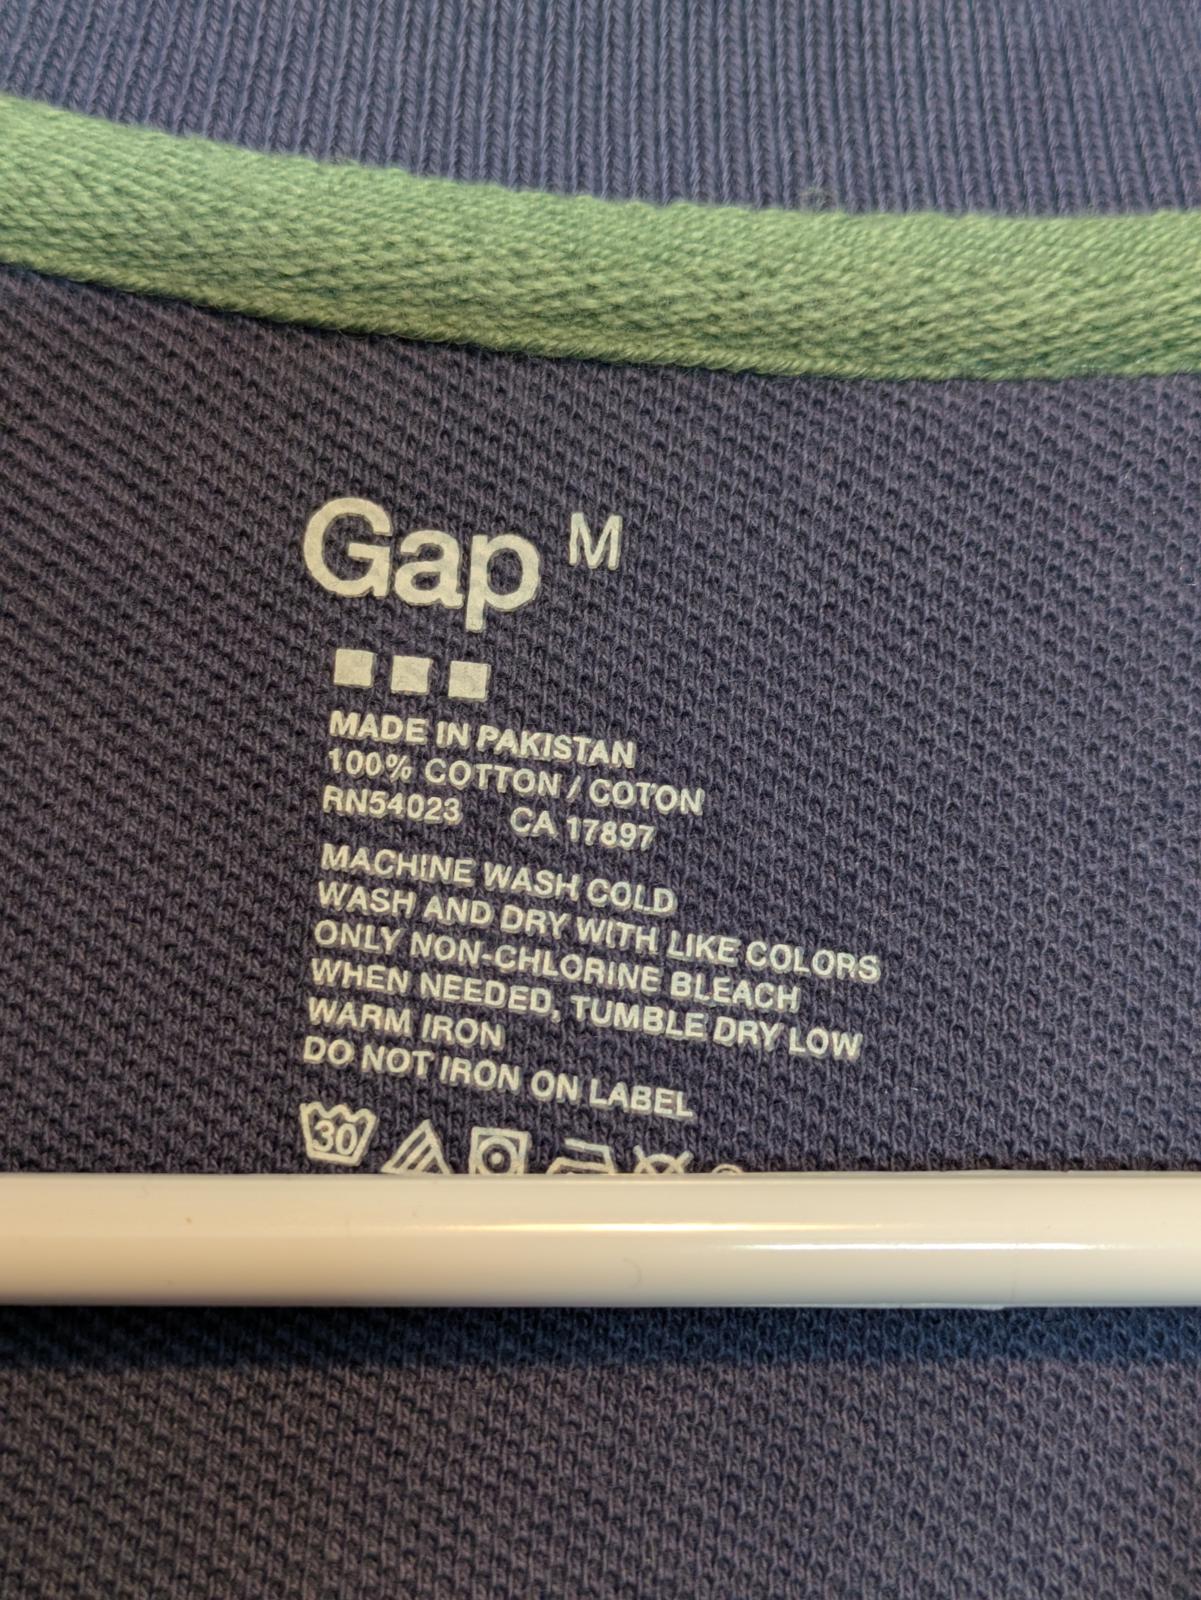 Gap M
MADE IN PAKISTAN
100% COTTON / COTON
RN54023 CA 17897
MACHINE WASH COLD
WASH AND DRY WITH LIKE COLORS
ONLY NON-CHLORINE BLEACH
WHEN NEEDED, TUMBLE DRY LOW
WARM IRON
DO NOT IRON ON LABEL
30